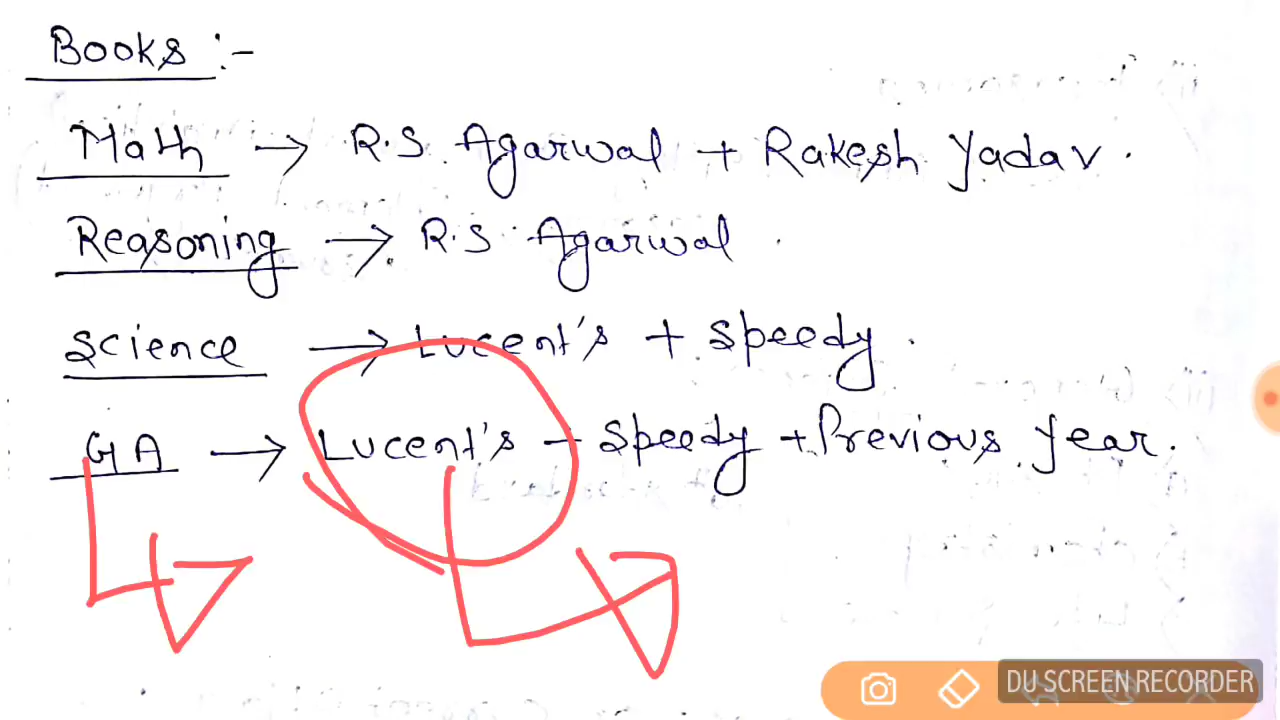 Books :-
Math → R.S. Agarwal + Rakesh Yadav.
Reasoning → R.S. Agarwal
Science → Lucent's + Speedy.
GA → Lucent's - Speedy + Previous Year.
DU SCREEN RECORDER